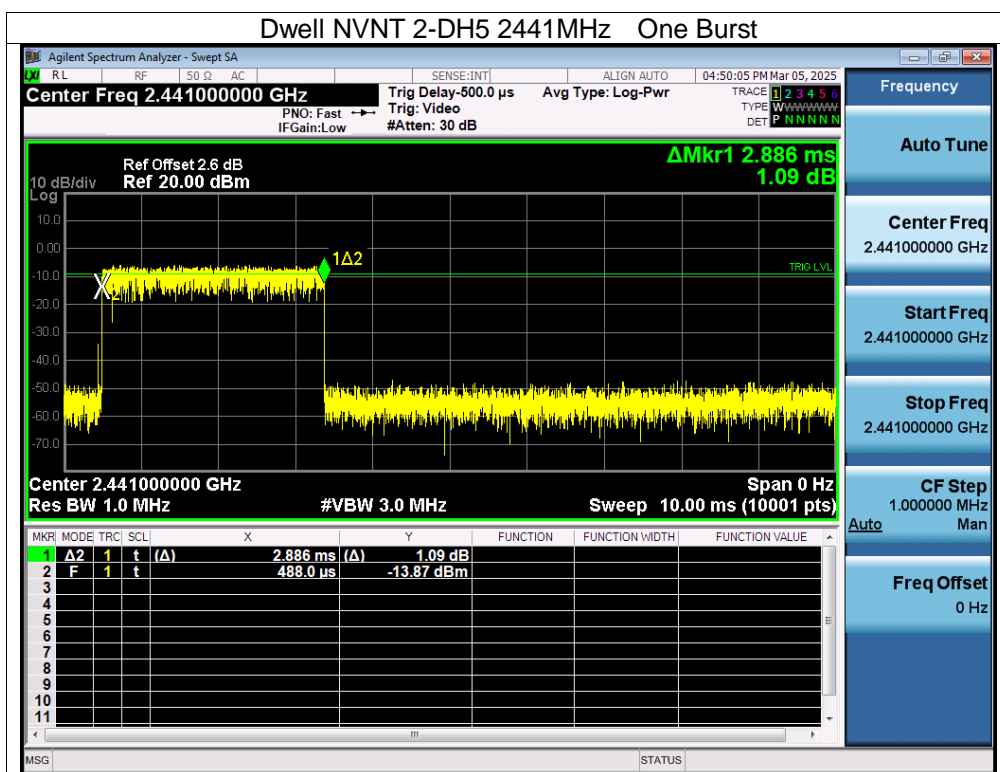 Dwell NVNT 2-DH5 2441MHz One Burst
Agilent Spectrum Analyzer - Swept SA
LXI RL RF 50 Ω AC SENSE:INT ALIGN AUTO 04:50:05 PM Mar 05, 2025
Center Freq 2.441000000 GHz
PNO: Fast
IFGain:Low
Trig Delay-500.0 µs
Trig: Video
#Atten: 30 dB
Avg Type: Log-Pwr
TRACE 1 2 3 4 5 6
TYPE WWWWWW
DET P N N N N N
Frequency
Auto Tune
Center Freq
2.441000000 GHz
Start Freq
2.441000000 GHz
Stop Freq
2.441000000 GHz
CF Step
1.000000 MHz
Auto Man
Freq Offset
0 Hz
ΔMkr1 2.886 ms
1.09 dB
Ref Offset 2.6 dB
10 dB/div Ref 20.00 dBm
Log
10.0
0.00
-10.0
-20.0
-30.0
-40.0
-50.0
-60.0
-70.0
1Δ2
2
TRIG LVL
Center 2.441000000 GHz Span 0 Hz
Res BW 1.0 MHz #VBW 3.0 MHz Sweep 10.00 ms (10001 pts)
MKR MODE TRC SCL X Y FUNCTION FUNCTION WIDTH FUNCTION VALUE
1 Δ2 1 t (Δ) 2.886 ms (Δ) 1.09 dB
2 F 1 t 488.0 µs -13.87 dBm
3
4
5
6
7
8
9
10
11
MSG STATUS